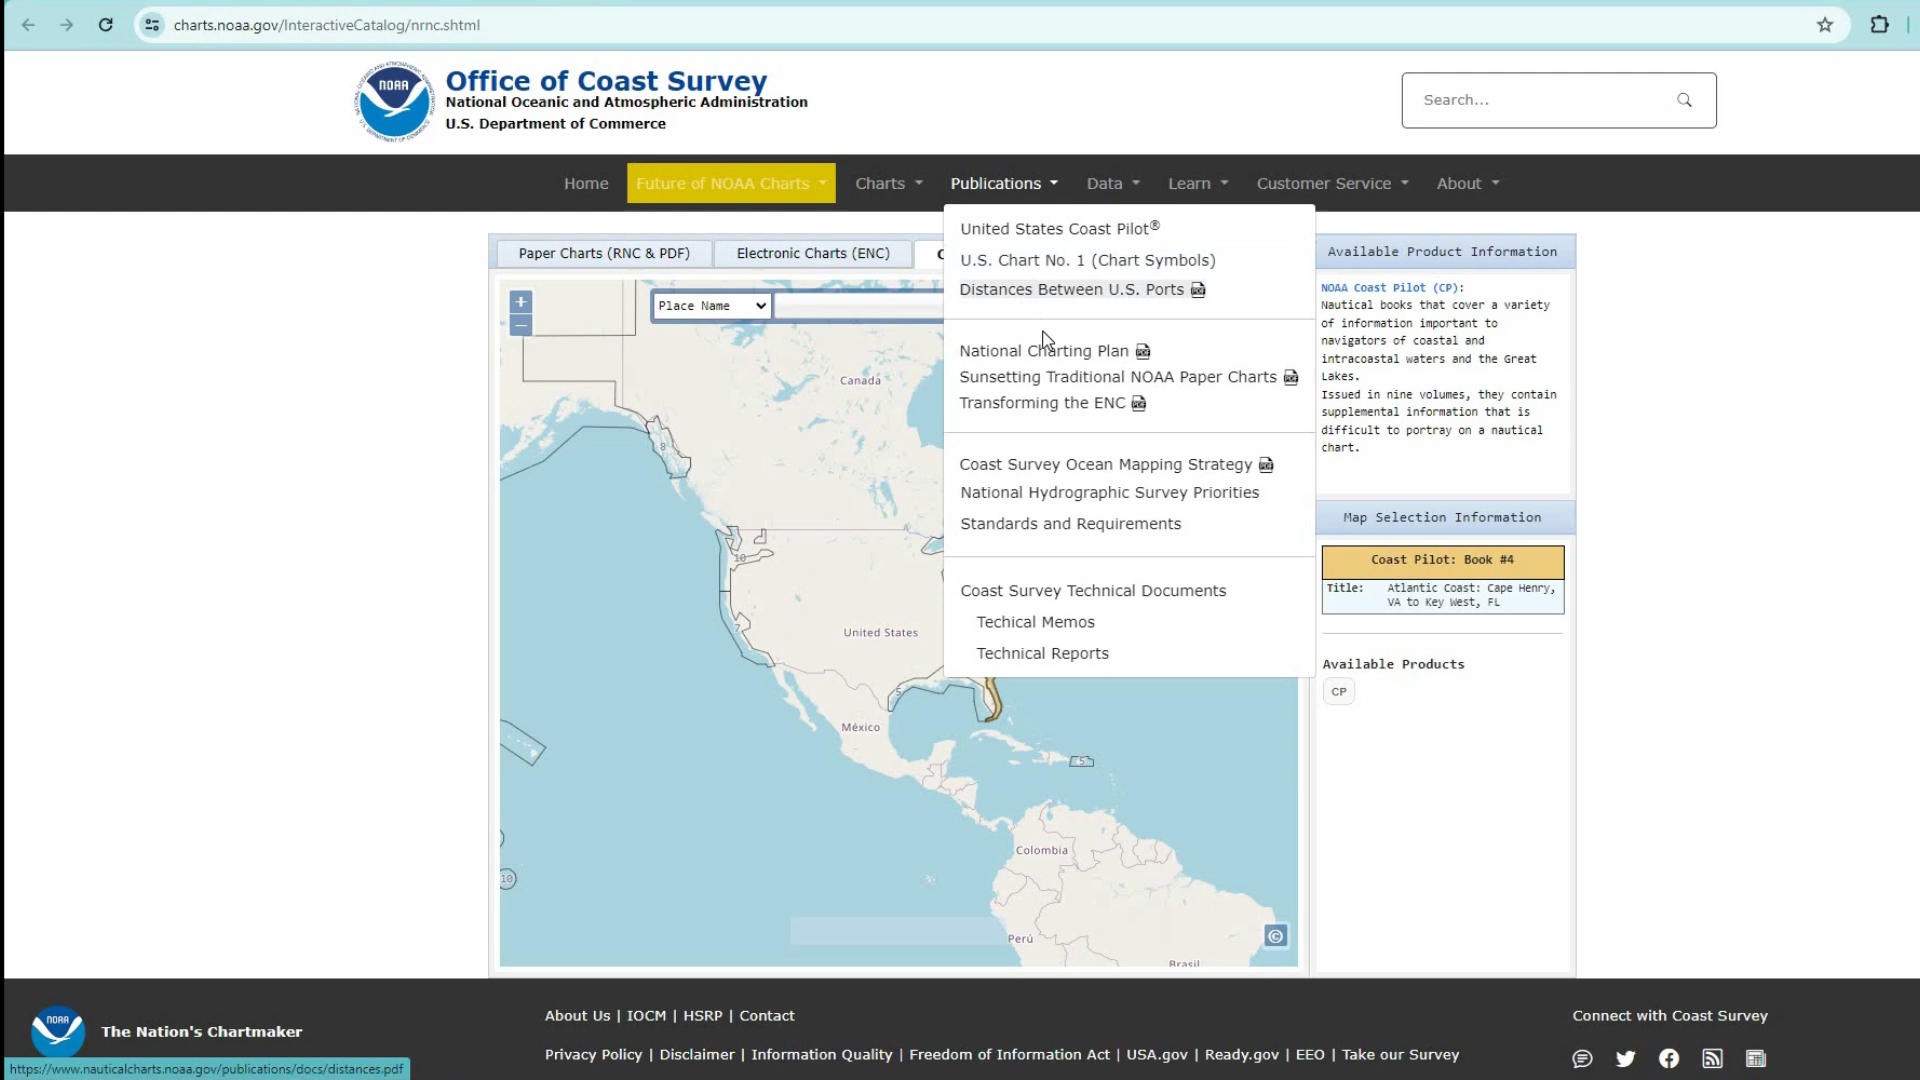 charts.noaa.gov/InteractiveCatalog/nrnc.shtml
NOAA
Office of Coast Survey
National Oceanic and Atmospheric Administration
U.S. Department of Commerce
Search...
Home
Future of NOAA Charts
Charts
Publications
Data
Learn
Customer Service
About
United States Coast Pilot®
U.S. Chart No. 1 (Chart Symbols)
Distances Between U.S. Ports
National Charting Plan
Sunsetting Traditional NOAA Paper Charts
Transforming the ENC
Coast Survey Ocean Mapping Strategy
National Hydrographic Survey Priorities
Standards and Requirements
Coast Survey Technical Documents
Techical Memos
Technical Reports
Paper Charts (RNC & PDF)
Electronic Charts (ENC)
C
+
–
Place Name
Canada
8
10
United States
7
5
México
5
Colombia
10
Perú
Brasil
©
Available Product Information
NOAA Coast Pilot (CP):
Nautical books that cover a variety
of information important to
navigators of coastal and
intracoastal waters and the Great
Lakes.
Issued in nine volumes, they contain
supplemental information that is
difficult to portray on a nautical
chart.
Map Selection Information
Coast Pilot: Book #4
Title: Atlantic Coast: Cape Henry,
VA to Key West, FL
Available Products
CP
NOAA
The Nation's Chartmaker
About Us | IOCM | HSRP | Contact
Privacy Policy | Disclaimer | Information Quality | Freedom of Information Act | USA.gov | Ready.gov | EEO | Take our Survey
Connect with Coast Survey
https://www.nauticalcharts.noaa.gov/publications/docs/distances.pdf